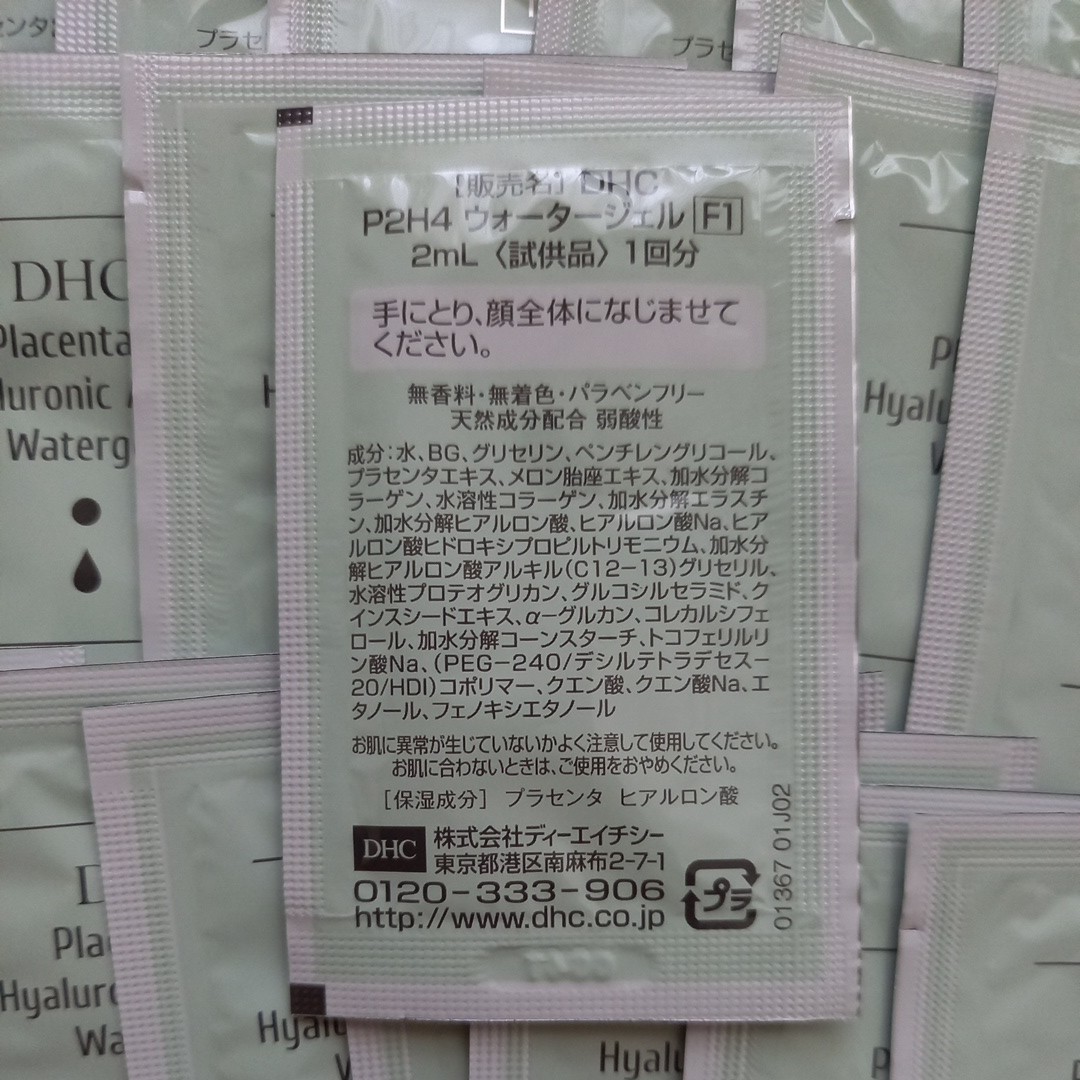 プラセ
プラセ
DHC
Placenta
Waterg
Hyalu
[販売名] DHC
P2H4 ウォータージェル F1
2mL 〈試供品〉 1回分
手にとり、顔全体になじませて
ください。
無香料・無着色・パラベンフリー
天然成分配合 弱酸性
成分:水、BG、グリセリン、ペンチレングリコール、
プラセンタエキス、メロン胎座エキス、加水分解コ
ラーゲン、水溶性コラーゲン、加水分解エラスチ
ン、加水分解ヒアルロン酸、ヒアルロン酸Na、ヒア
ルロン酸ヒドロキシプロピルトリモニウム、加水分
解ヒアルロン酸アルキル(C12-13)グリセリル、
水溶性プロテオグリカン、グルコシルセラミド、ク
インスシードエキス、α-グルカン、コレカルシフェ
ロール、加水分解コーンスターチ、トコフェリルリ
ン酸Na、(PEG-240/デシルテトラデセス-
20/HDI)コポリマー、クエン酸、クエン酸Na、エ
タノール、フェノキシエタノール
お肌に異常が生じていないかよく注意して使用してください。
お肌に合わないときは、ご使用をおやめください。
[保湿成分] プラセンタ ヒアルロン酸
DHC 株式会社ディーエイチシー
東京都港区南麻布2-7-1
0120-333-906
http://www.dhc.co.jp
プラ
01367 01J02
Pla
Hyalur
Wa
Hyalu
Hyalu